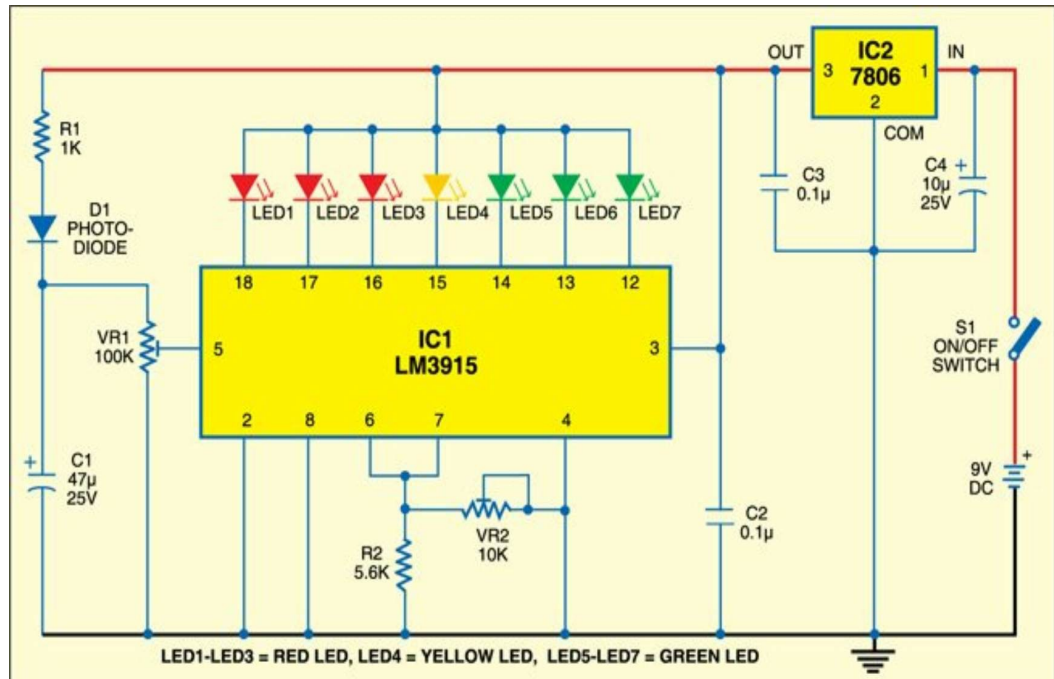 OUT
IC2
IN
3
7806
1
2
COM
R1
1K
D1
PHOTO-
DIODE
C3
0.1µ
C4
+
10µ
25V
LED1
LED2
LED3
LED4
LED5
LED6
LED7
18
17
16
15
14
13
12
VR1
100K
5
IC1
LM3915
3
S1
ON/OFF
SWITCH
2
8
6
7
4
+
C1
47µ
25V
+
9V
DC
VR2
10K
R2
5.6K
C2
0.1µ
LED1-LED3 = RED LED, LED4 = YELLOW LED, LED5-LED7 = GREEN LED